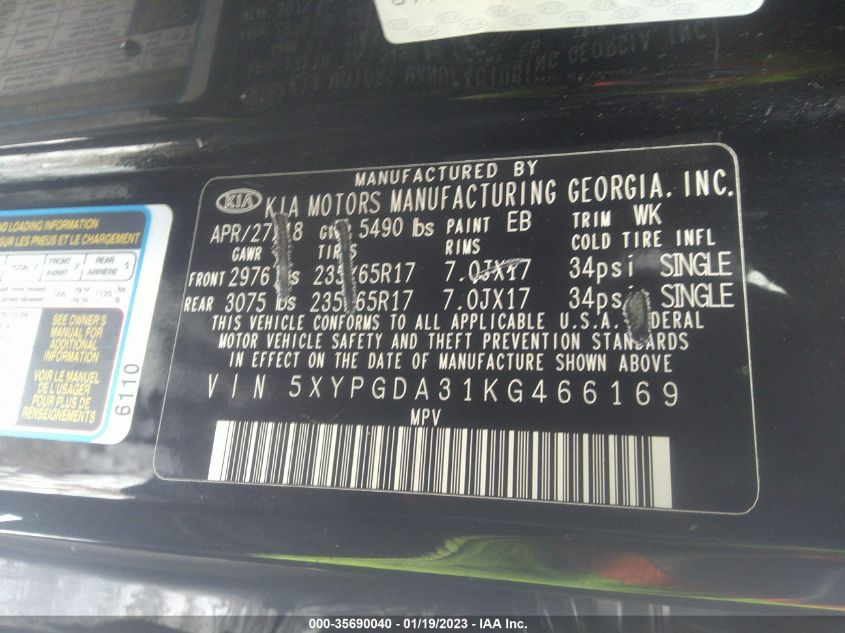 MANUFACTURED BY
KIA KIA MOTORS MANUFACTURING GEORGIA, INC.
APR/27 8 5490 lbs PAINT EB TRIM WK
GAWR TIRES RIMS COLD TIRE INFL
FRONT 2976 lbs 235/65R17 7.0JX17 34psi SINGLE
REAR 3075 lbs 235/65R17 7.0JX17 34psi SINGLE
THIS VEHICLE CONFORMS TO ALL APPLICABLE U.S.A. FEDERAL
MOTOR VEHICLE SAFETY AND THEFT PREVENTION STANDARDS
IN EFFECT ON THE DATE OF MANUFACTURE SHOWN ABOVE
VIN 5XYPGDA31KG466169
MPV
LOADING INFORMATION
SUR LES PNEUS ET LE CHARGEMENT
SEE OWNER'S
MANUAL FOR
ADDITIONAL
INFORMATION
VOIR LE MANUEL
DE L'USAGER
POUR PLUS DE
RENSEIGNEMENTS
6110
000-35690040 - 01/19/2023 - IAA Inc.